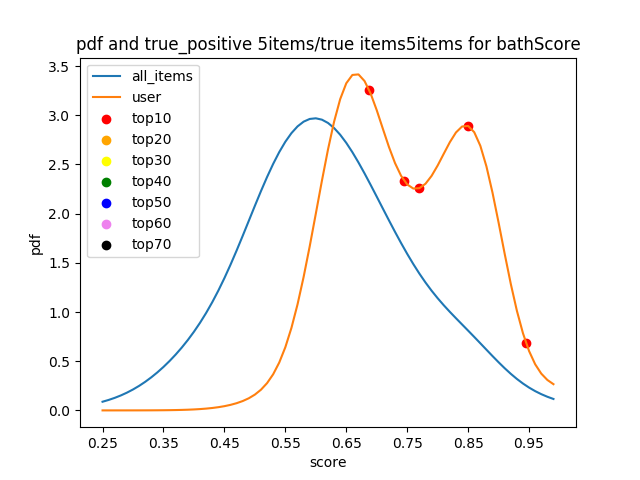 pdf and true_positive 5items/true items5items for bathScore
all_items
user
top10
top20
top30
top40
top50
top60
top70
3.5
3.0
2.5
2.0
1.5
1.0
0.5
0.0
pdf
0.25 0.35 0.45 0.55 0.65 0.75 0.85 0.95
score